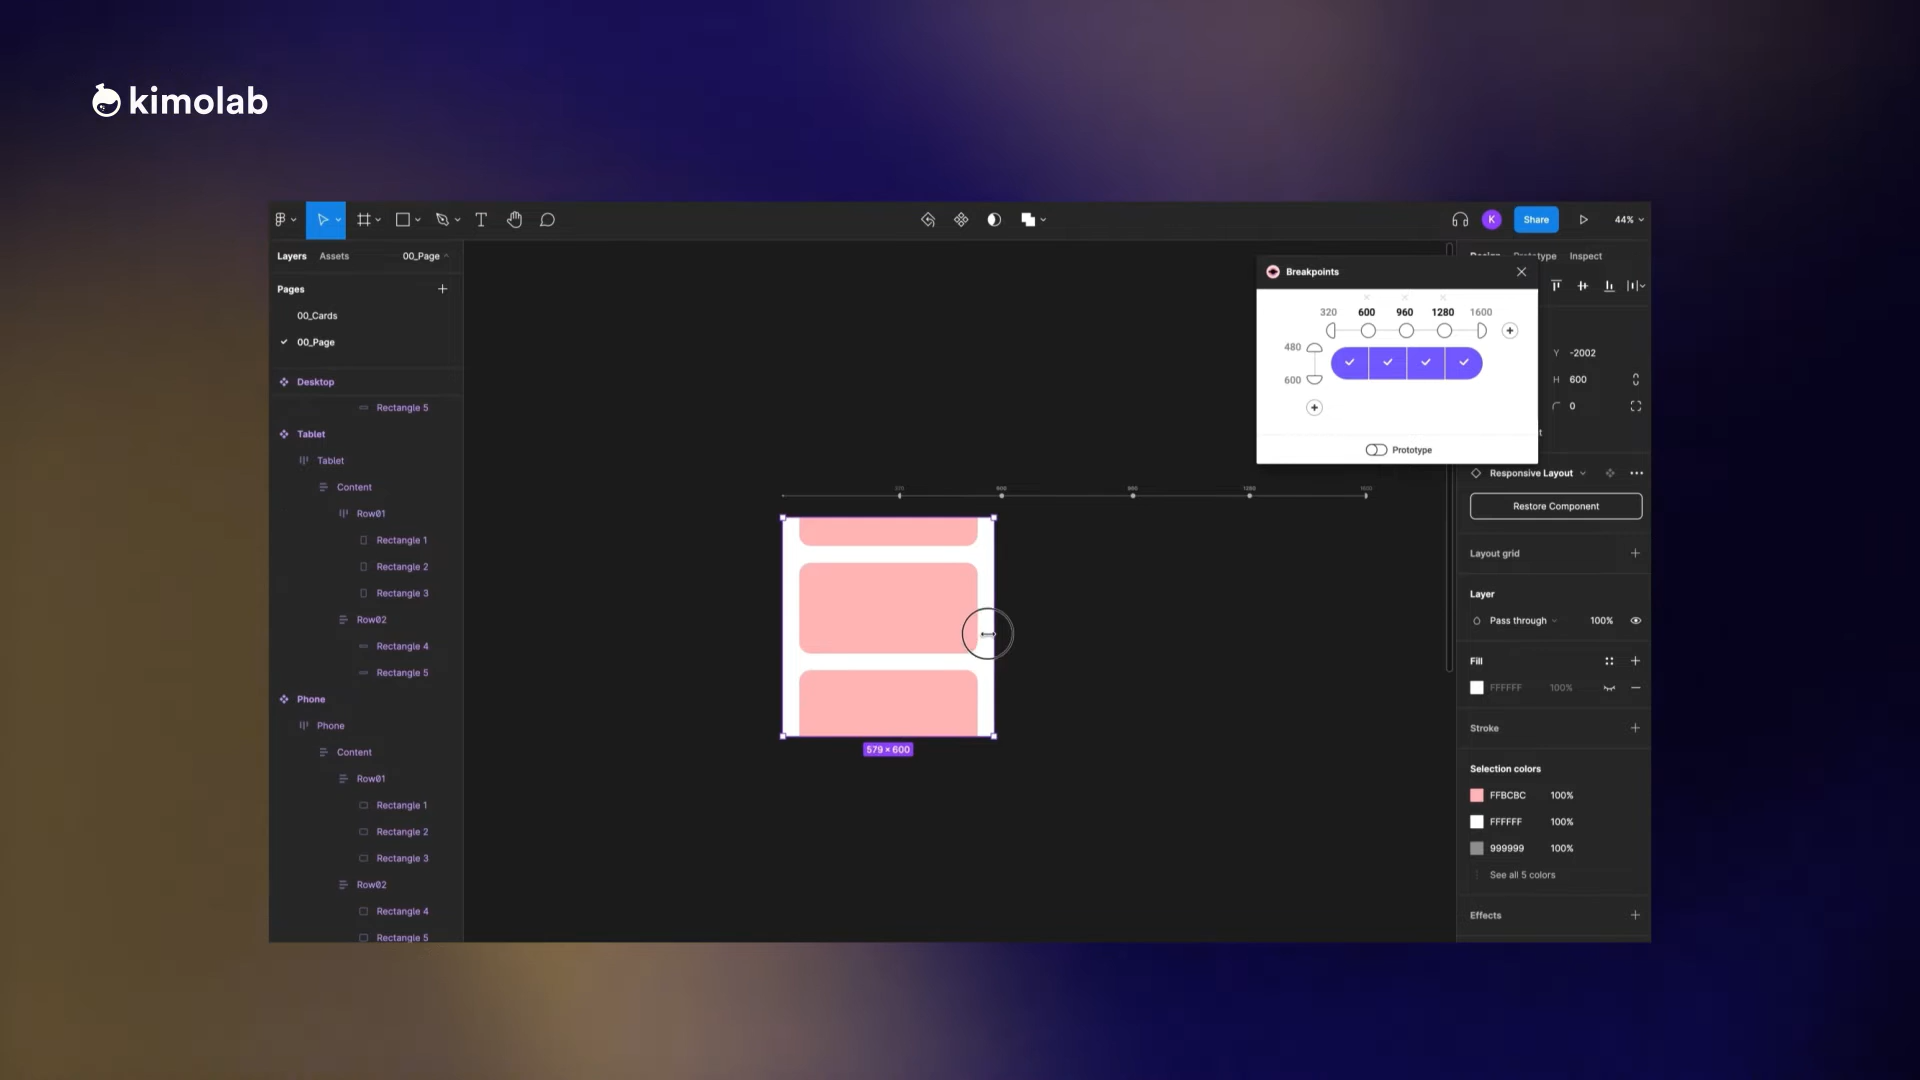 kimolab
K
Share
44%
Layers
Assets
00_Page
Pages
00_Cards
00_Page
Desktop
Rectangle 5
Tablet
Tablet
Content
Row01
Rectangle 1
Rectangle 2
Rectangle 3
Row02
Rectangle 4
Rectangle 5
Phone
Phone
Content
Row01
Rectangle 1
Rectangle 2
Rectangle 3
Row02
Rectangle 4
Rectangle 5
600
1280
579 × 600
Breakpoints
320 600 960 1280 1600
480
600
Prototype
Design
Prototype
Inspect
Y -2002
H 600
0
Responsive Layout
Restore Component
Layout grid
Layer
Pass through 100%
Fill
FFFFFF 100%
Stroke
Selection colors
FFBCBC 100%
FFFFFF 100%
999999 100%
See all 5 colors
Effects